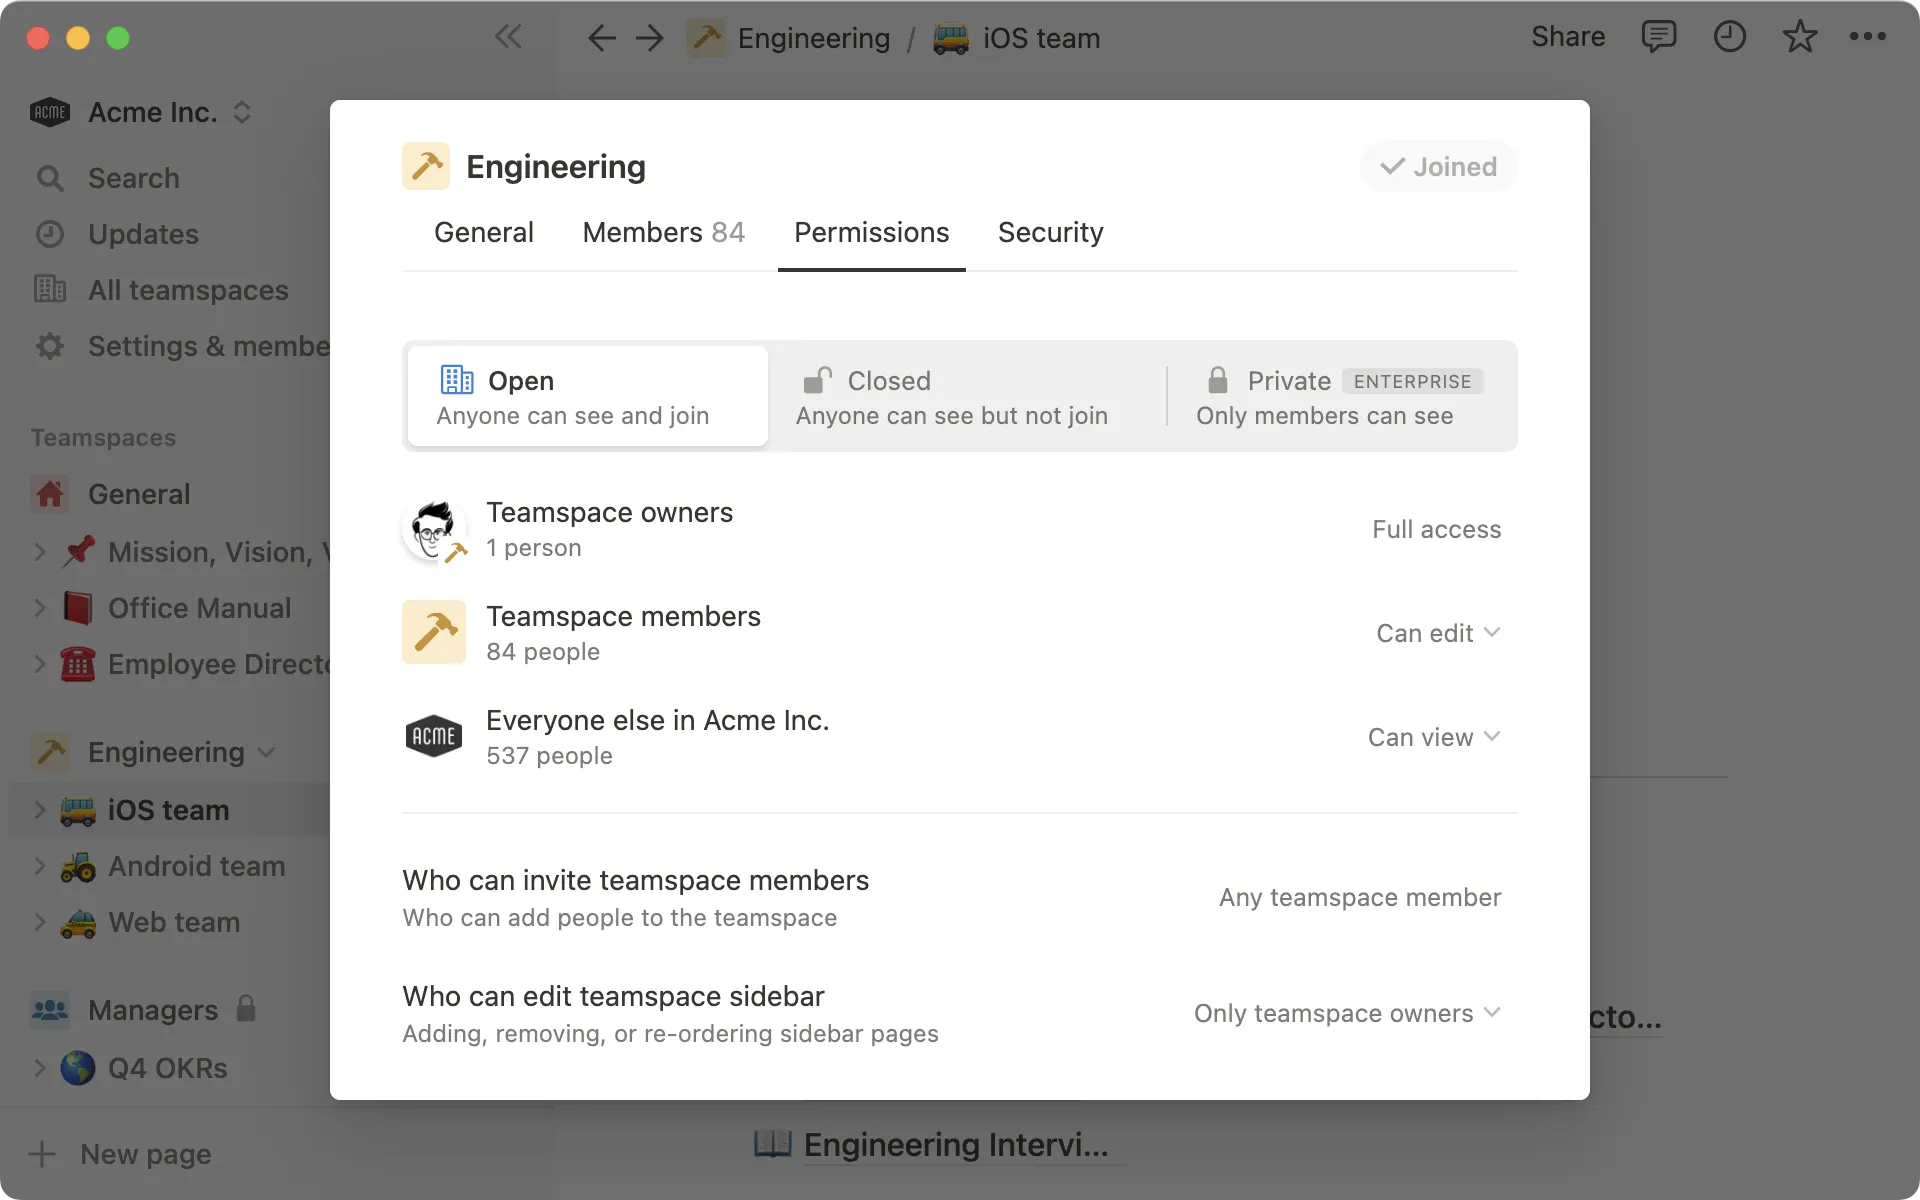 Engineering / iOS team
Share
ACME Acme Inc.
Search
Updates
All teamspaces
Settings & membe
Teamspaces
General
Mission, Vision, V
Office Manual
Employee Directo
Engineering
iOS team
Android team
Web team
Managers
Q4 OKRs
New page
Engineering
Joined
General Members 84 Permissions Security
Open
Anyone can see and join
Closed
Anyone can see but not join
Private ENTERPRISE
Only members can see
Teamspace owners
1 person
Full access
Teamspace members
84 people
Can edit
ACME
Everyone else in Acme Inc.
537 people
Can view
Who can invite teamspace members
Who can add people to the teamspace
Any teamspace member
Who can edit teamspace sidebar
Adding, removing, or re-ordering sidebar pages
Only teamspace owners
cto...
Engineering Intervi...